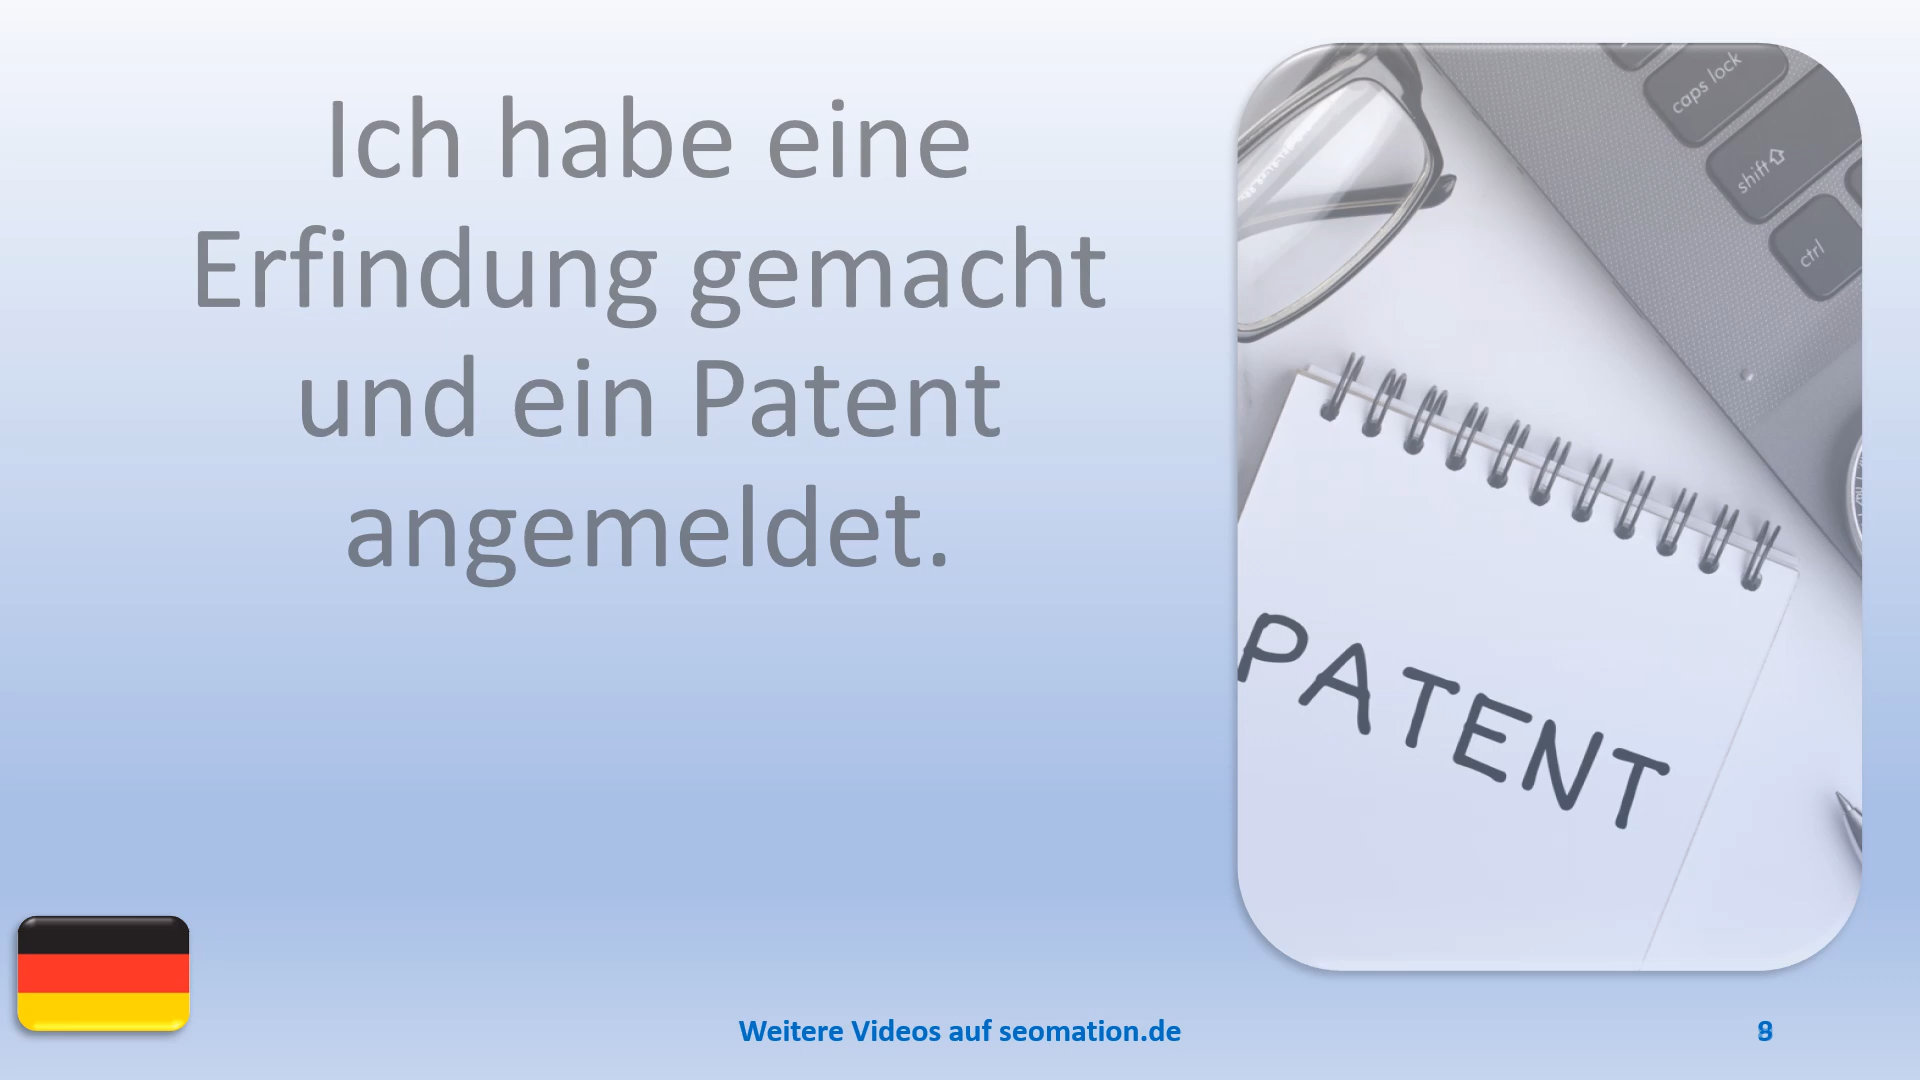 Ich habe eine
Erfindung gemacht
und ein Patent
angemeldet.
caps lock
shift
ctrl
PATENT
Weitere Videos auf seomation.de